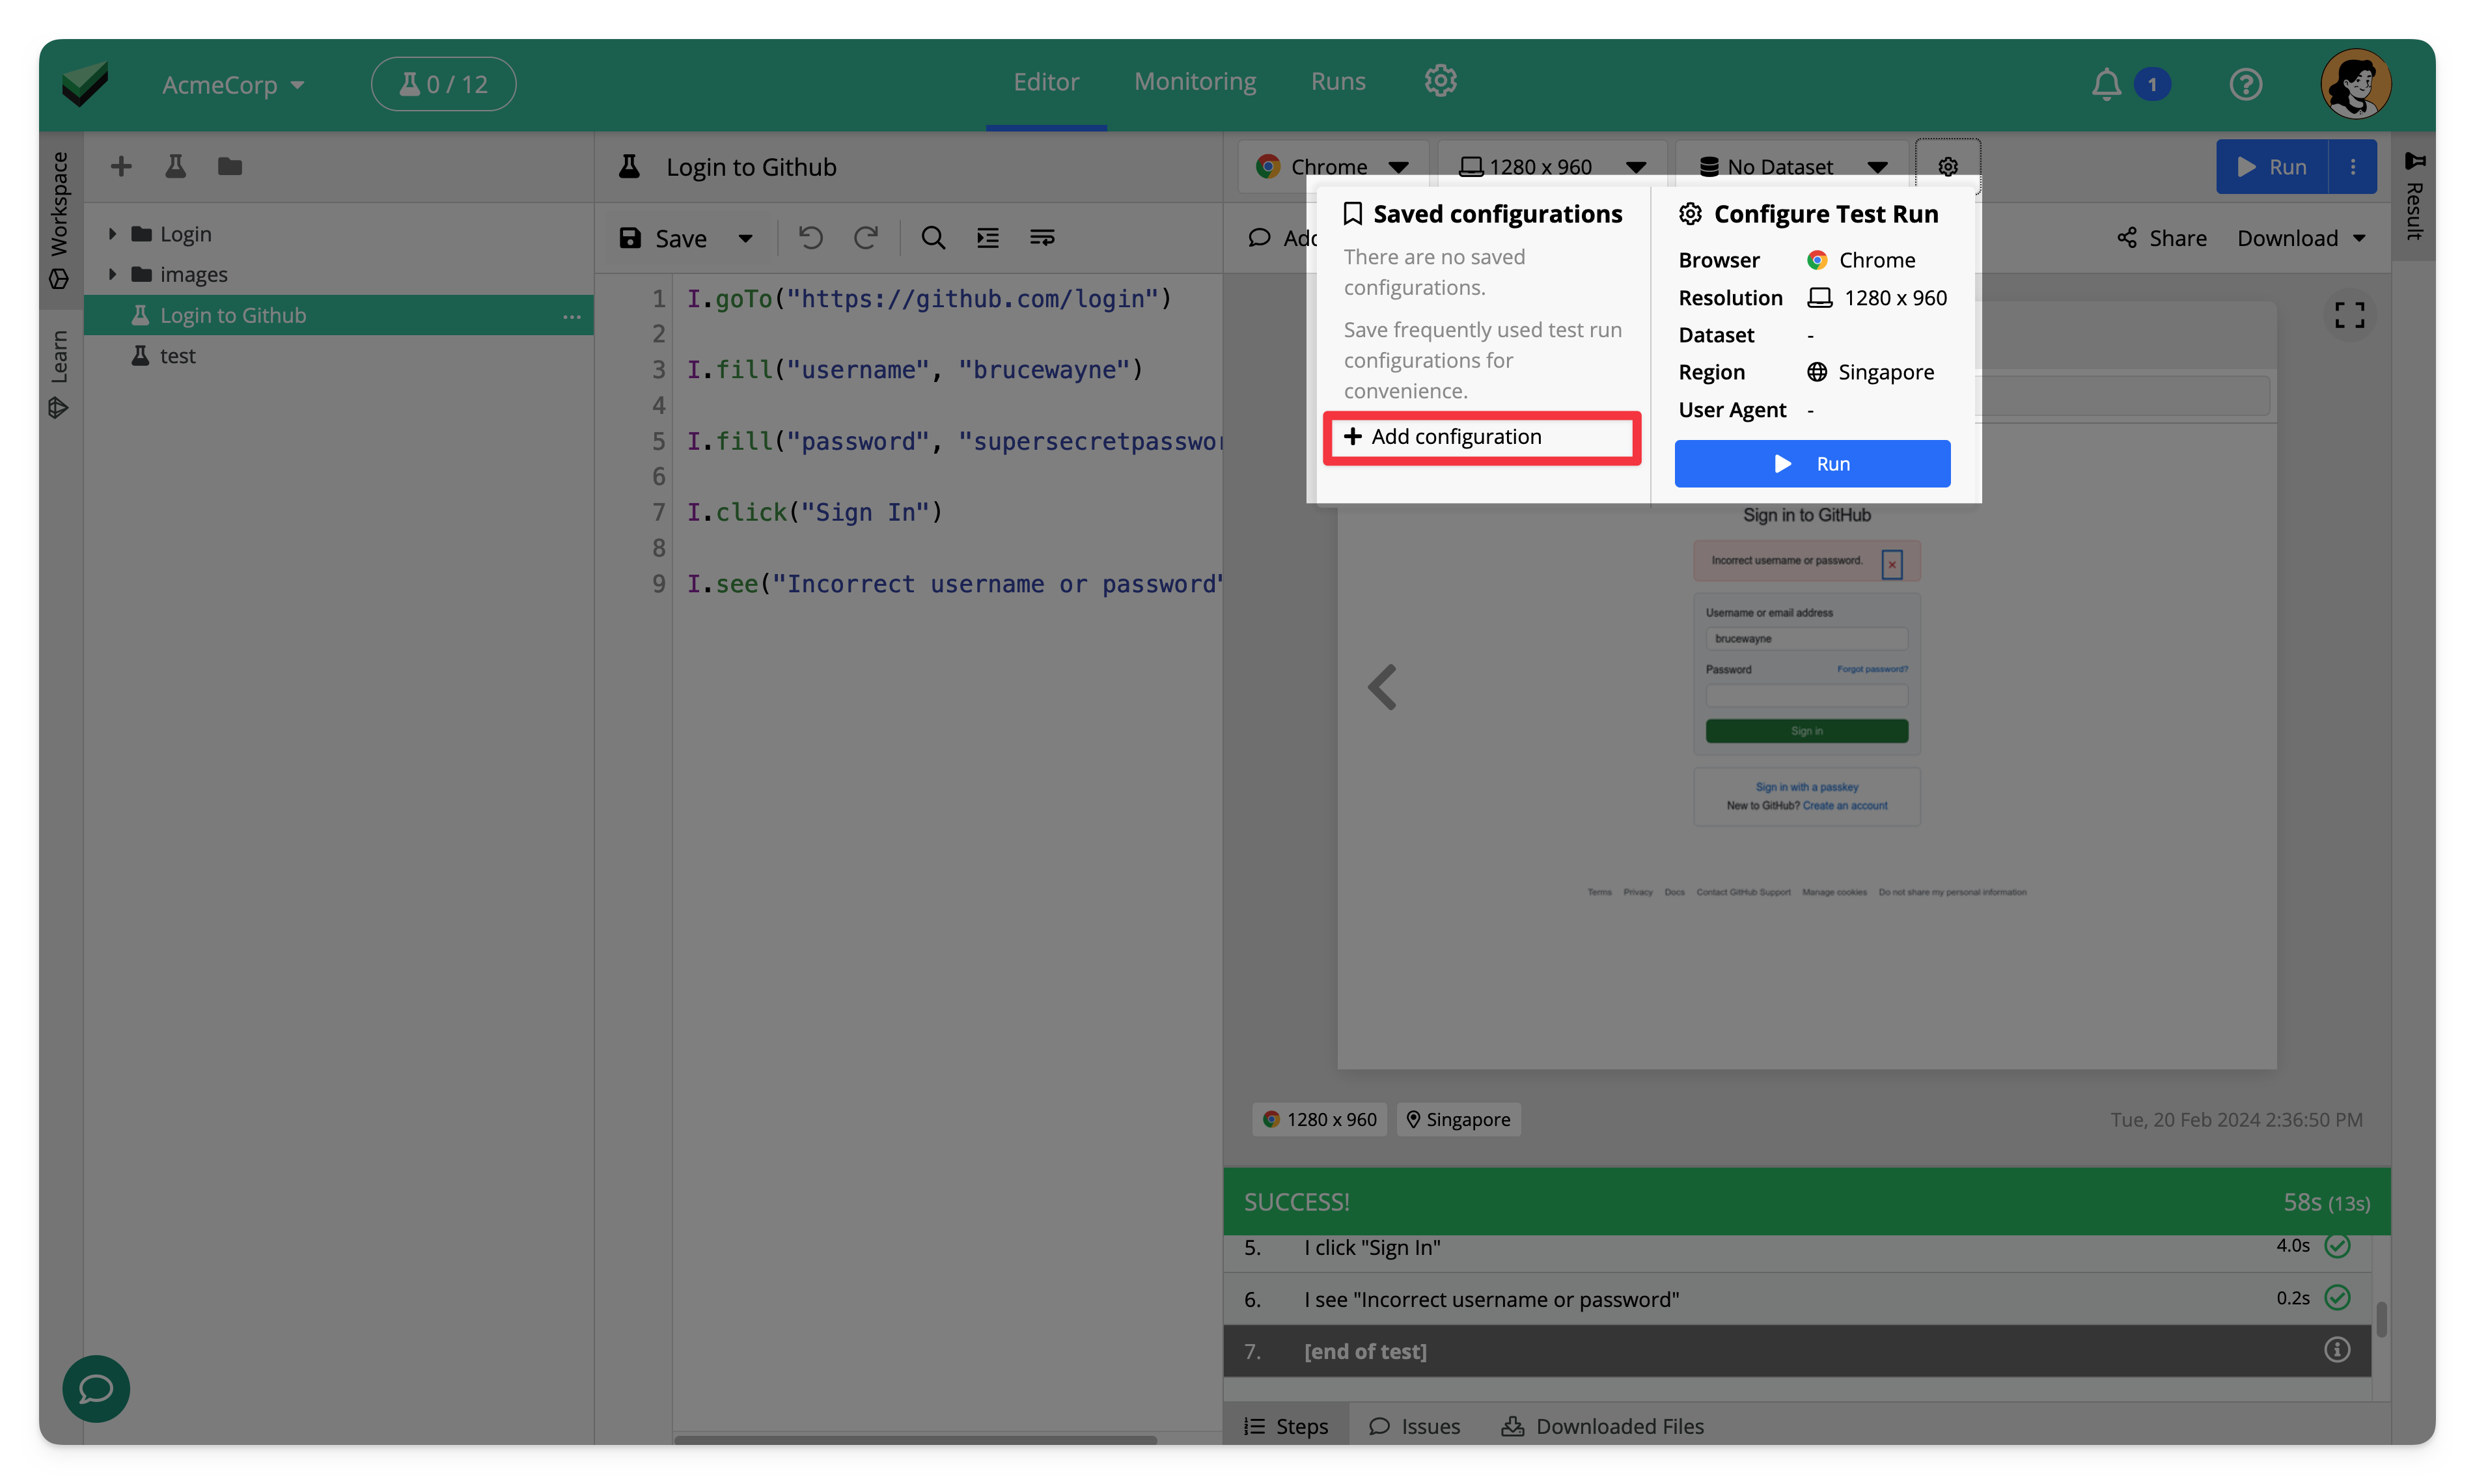 AcmeCorp
0 / 12
Editor
Monitoring
Runs
1
Workspace
Learn
Login
images
Login to Github
test
Login to Github
Save
1 I.goTo("https://github.com/login")
2
3 I.fill("username", "brucewayne")
4
5 I.fill("password", "supersecretpasswor
6
7 I.click("Sign In")
8
9 I.see("Incorrect username or password"
Chrome
1280 x 960
No Dataset
Run
Result
Share
Download
Saved configurations
There are no saved
configurations.
Save frequently used test run
configurations for
convenience.
Add configuration
Configure Test Run
Browser Chrome
Resolution 1280 x 960
Dataset -
Region Singapore
User Agent -
Run
Sign in to GitHub
Incorrect username or password.
Username or email address
brucewayne
Password Forgot password?
Sign in
Sign in with a passkey
New to GitHub? Create an account
Terms Privacy Docs Contact GitHub Support Manage cookies Do not share my personal information
1280 x 960
Singapore
Tue, 20 Feb 2024 2:36:50 PM
SUCCESS! 58s (13s)
5. I click "Sign In" 4.0s
6. I see "Incorrect username or password" 0.2s
7. [end of test]
Steps
Issues
Downloaded Files